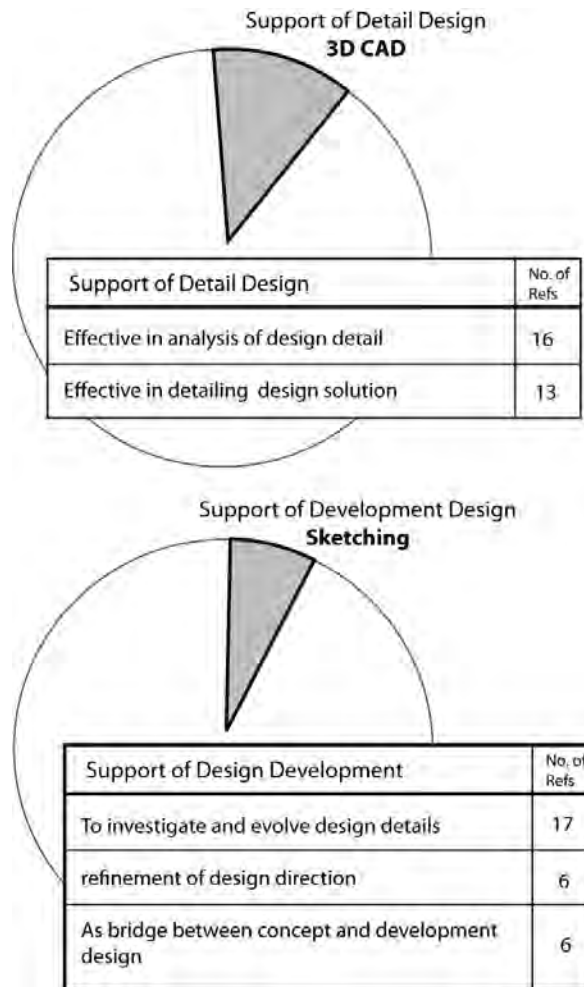 Support of Detail Design
3D CAD
Support of Detail Design
No. of
Refs
Effective in analysis of design detail
16
Effective in detailing design solution
13
Support of Development Design
Sketching
Support of Design Development
No. of
Refs
To investigate and evolve design details
17
refinement of design direction
6
As bridge between concept and development
design
6